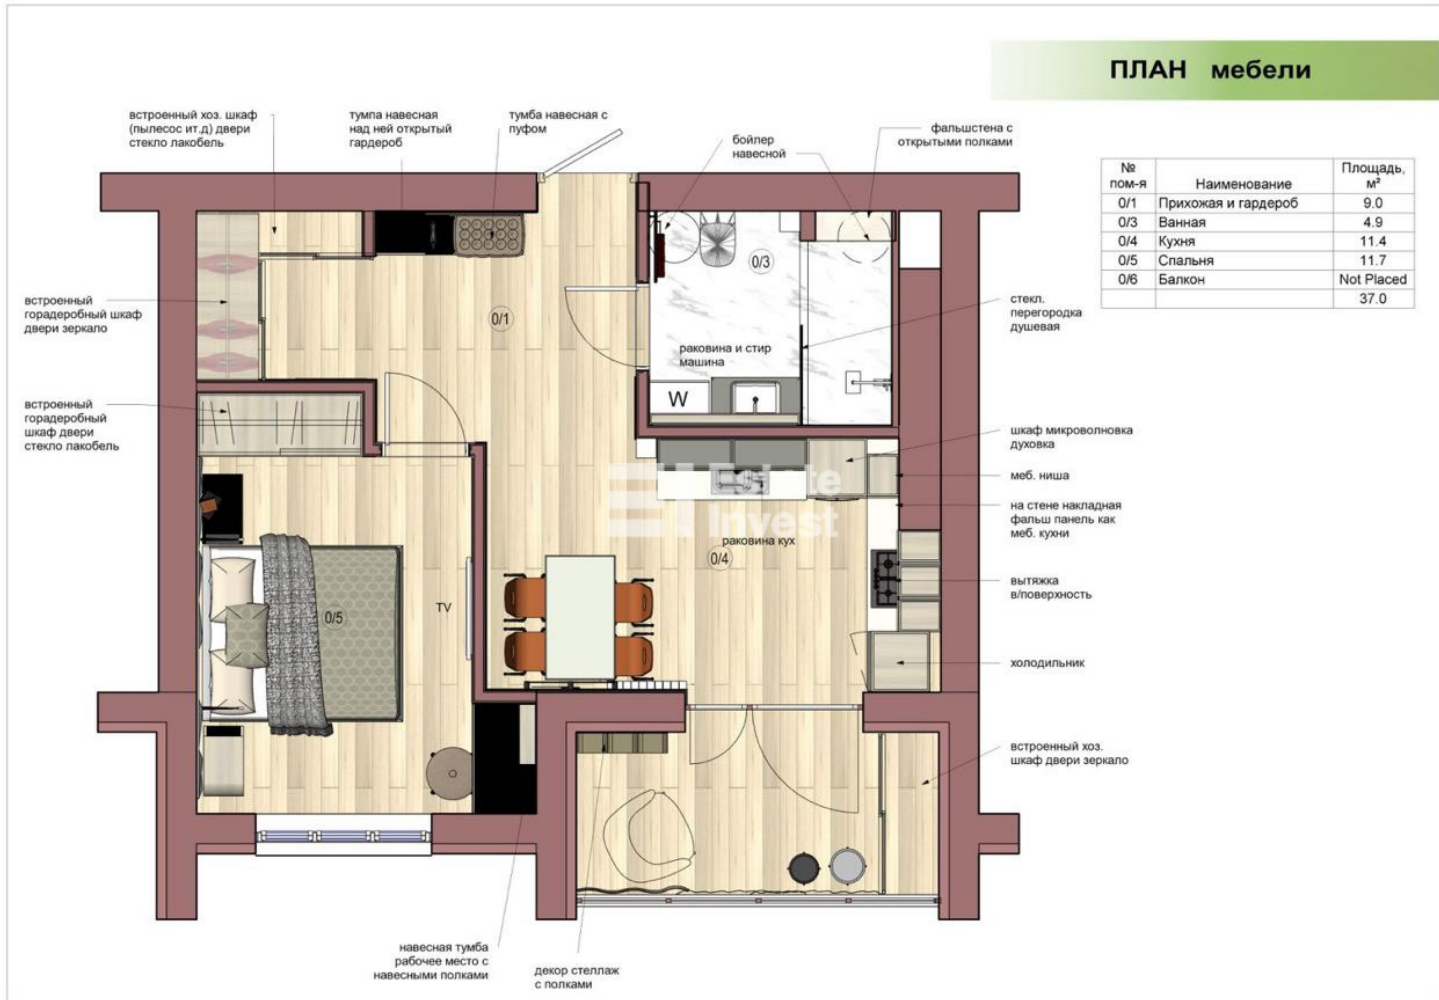 ПЛАН мебели
встроенный хоз. шкаф
(пылесос ит.д) двери
стекло лакобель
тумпа навесная
над ней открытый
гардероб
тумба навесная с
пуфом
бойлер
навесной
фальшстена с
открытыми полками
№ пом-я Наименование Площадь, м²
0/1 Прихожая и гардероб 9.0
0/3 Ванная 4.9
0/4 Кухня 11.4
0/5 Спальня 11.7
0/6 Балкон Not Placed
37.0
встроенный
горадеробный шкаф
двери зеркало
0/1
0/3
стекл.
перегородка
душевая
раковина и стир
машина
W
встроенный
горадеробный
шкаф двери
стекло лакобель
шкаф микроволновка
духовка
меб. ниша
на стене накладная
фальш панель как
меб. кухни
Estate
Invest
раковина кух
0/4
вытяжка
в/поверхность
TV
0/5
холодильник
встроенный хоз.
шкаф двери зеркало
навесная тумба
рабочее место с
навесными полками
декор стеллаж
с полками